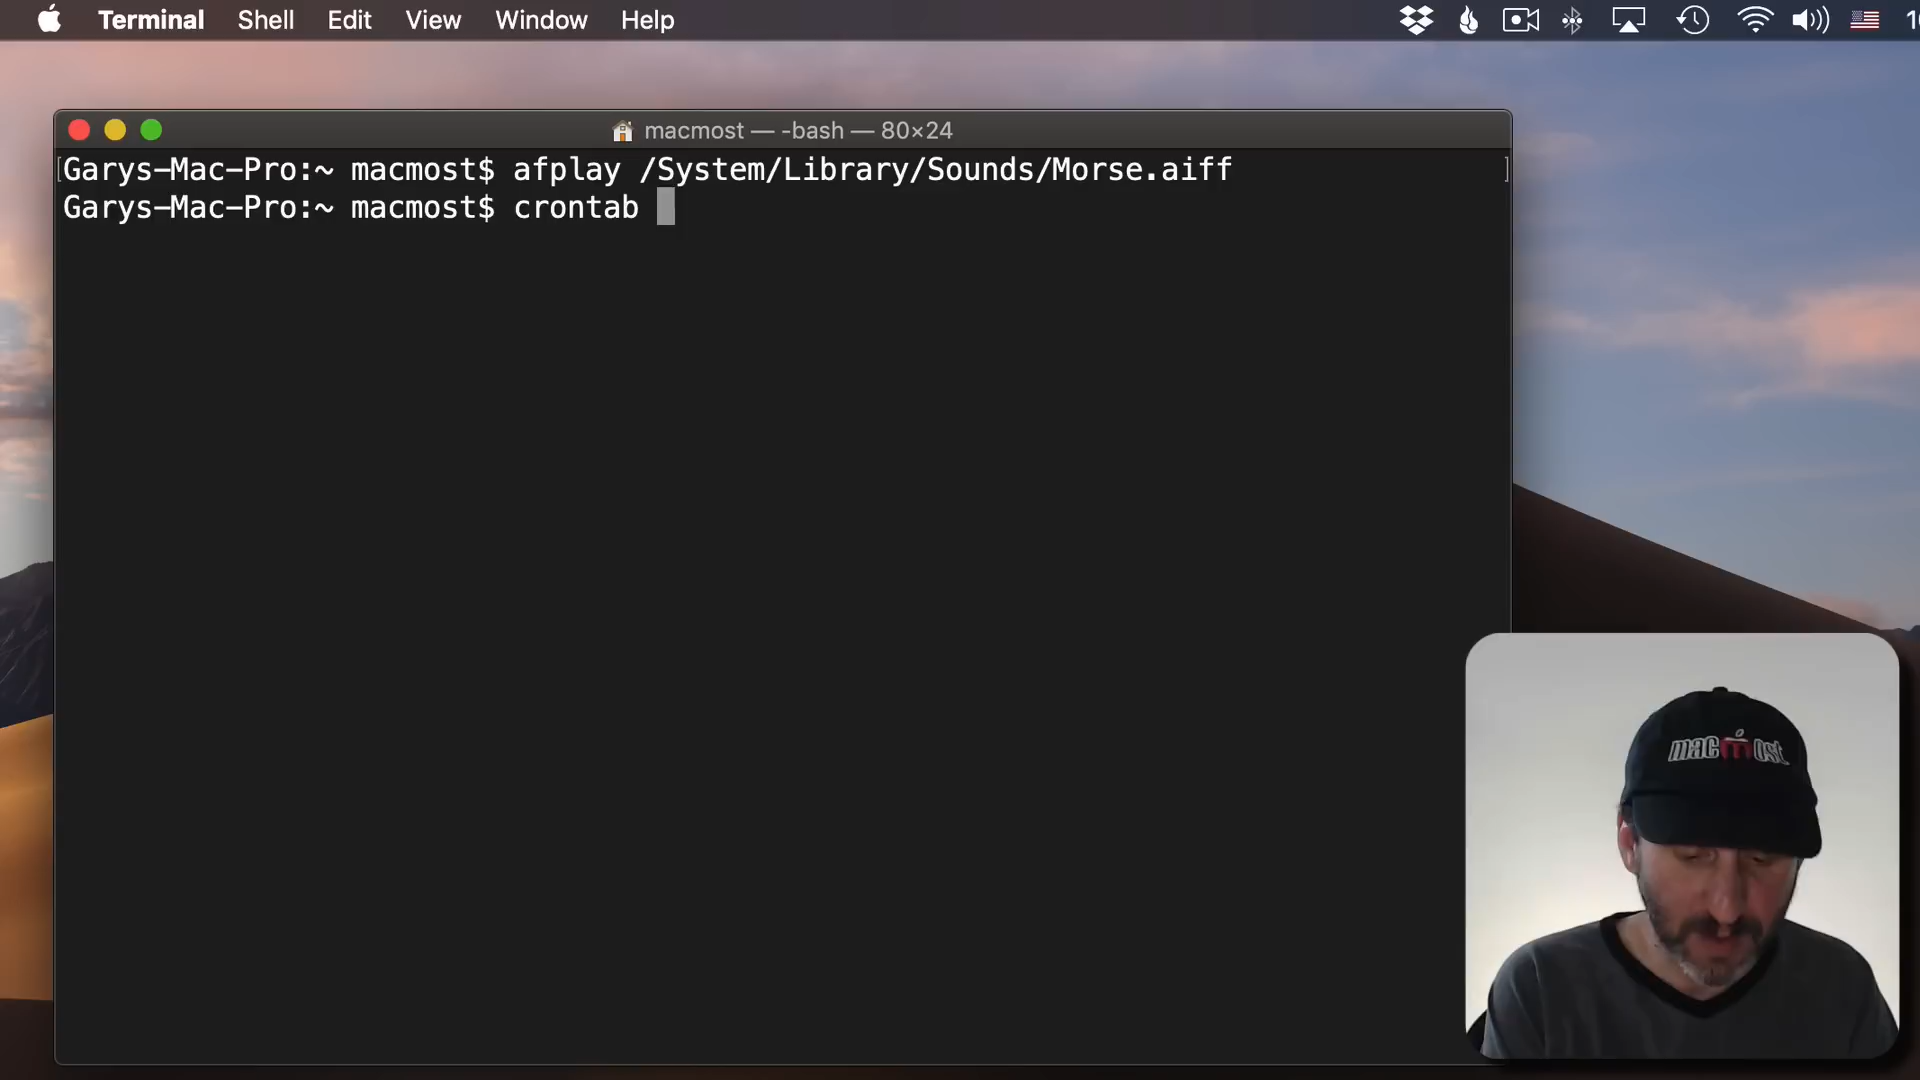 Terminal Shell Edit View Window Help
macmost — -bash — 80×24
Garys-Mac-Pro:~ macmost$ afplay /System/Library/Sounds/Morse.aiff
Garys-Mac-Pro:~ macmost$ crontab
macmost